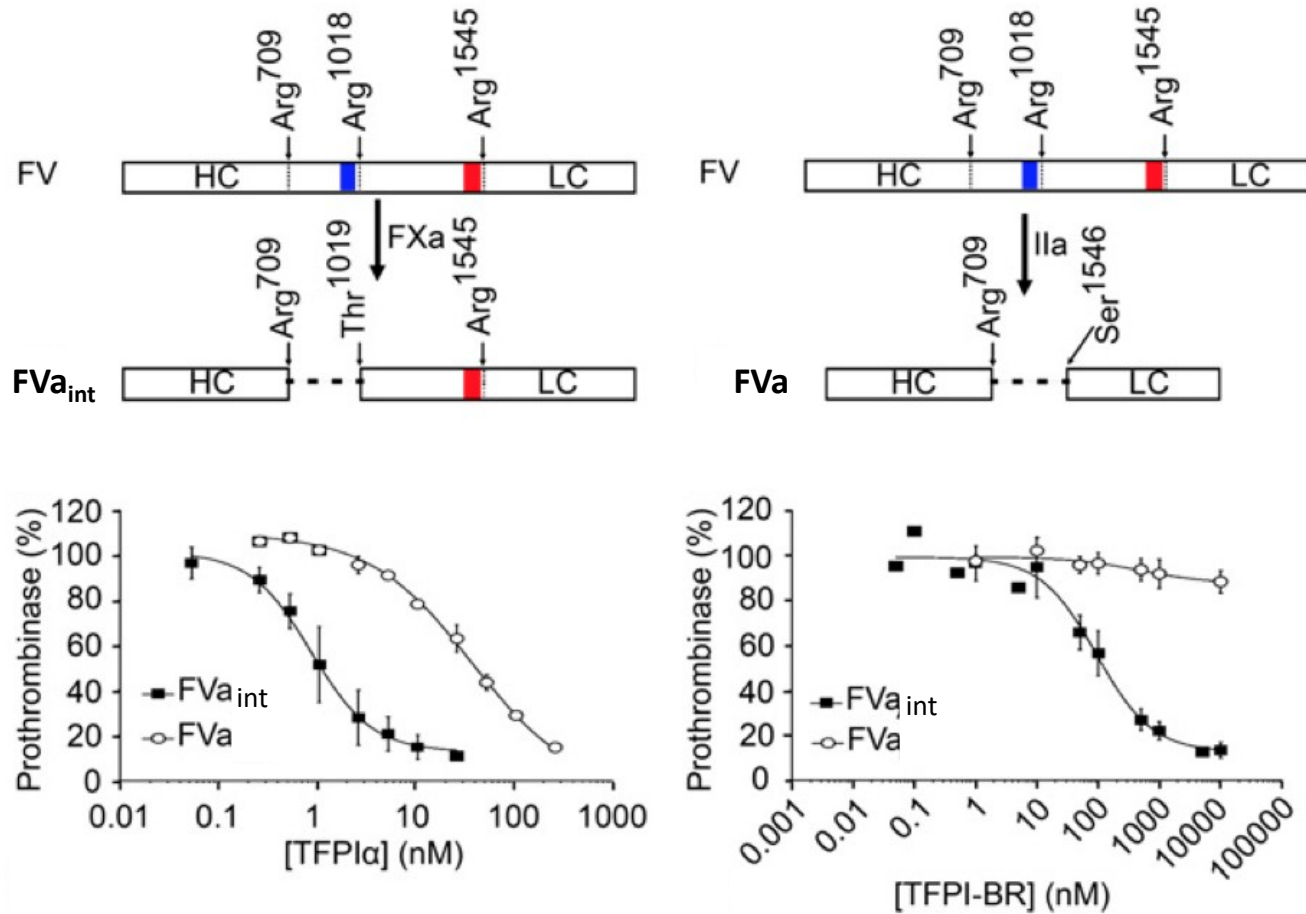 Arg709
Arg1018
Arg1545
FV
HC
LC
FXa
Arg709
Thr1019
Arg1545
FVaint
HC
LC
Arg709
Arg1018
Arg1545
FV
HC
LC
IIa
Arg709
Ser1546
FVa
HC
LC
Prothrombinase (%)
120
100
80
60
40
20
0
FVaint
FVa
0.01 0.1 1 10 100 1000
[TFPIα] (nM)
Prothrombinase (%)
120
100
80
60
40
20
0
FVa int
FVa
0.001 0.01 0.1 1 10 100 1000 10000 100000
[TFPI-BR] (nM)